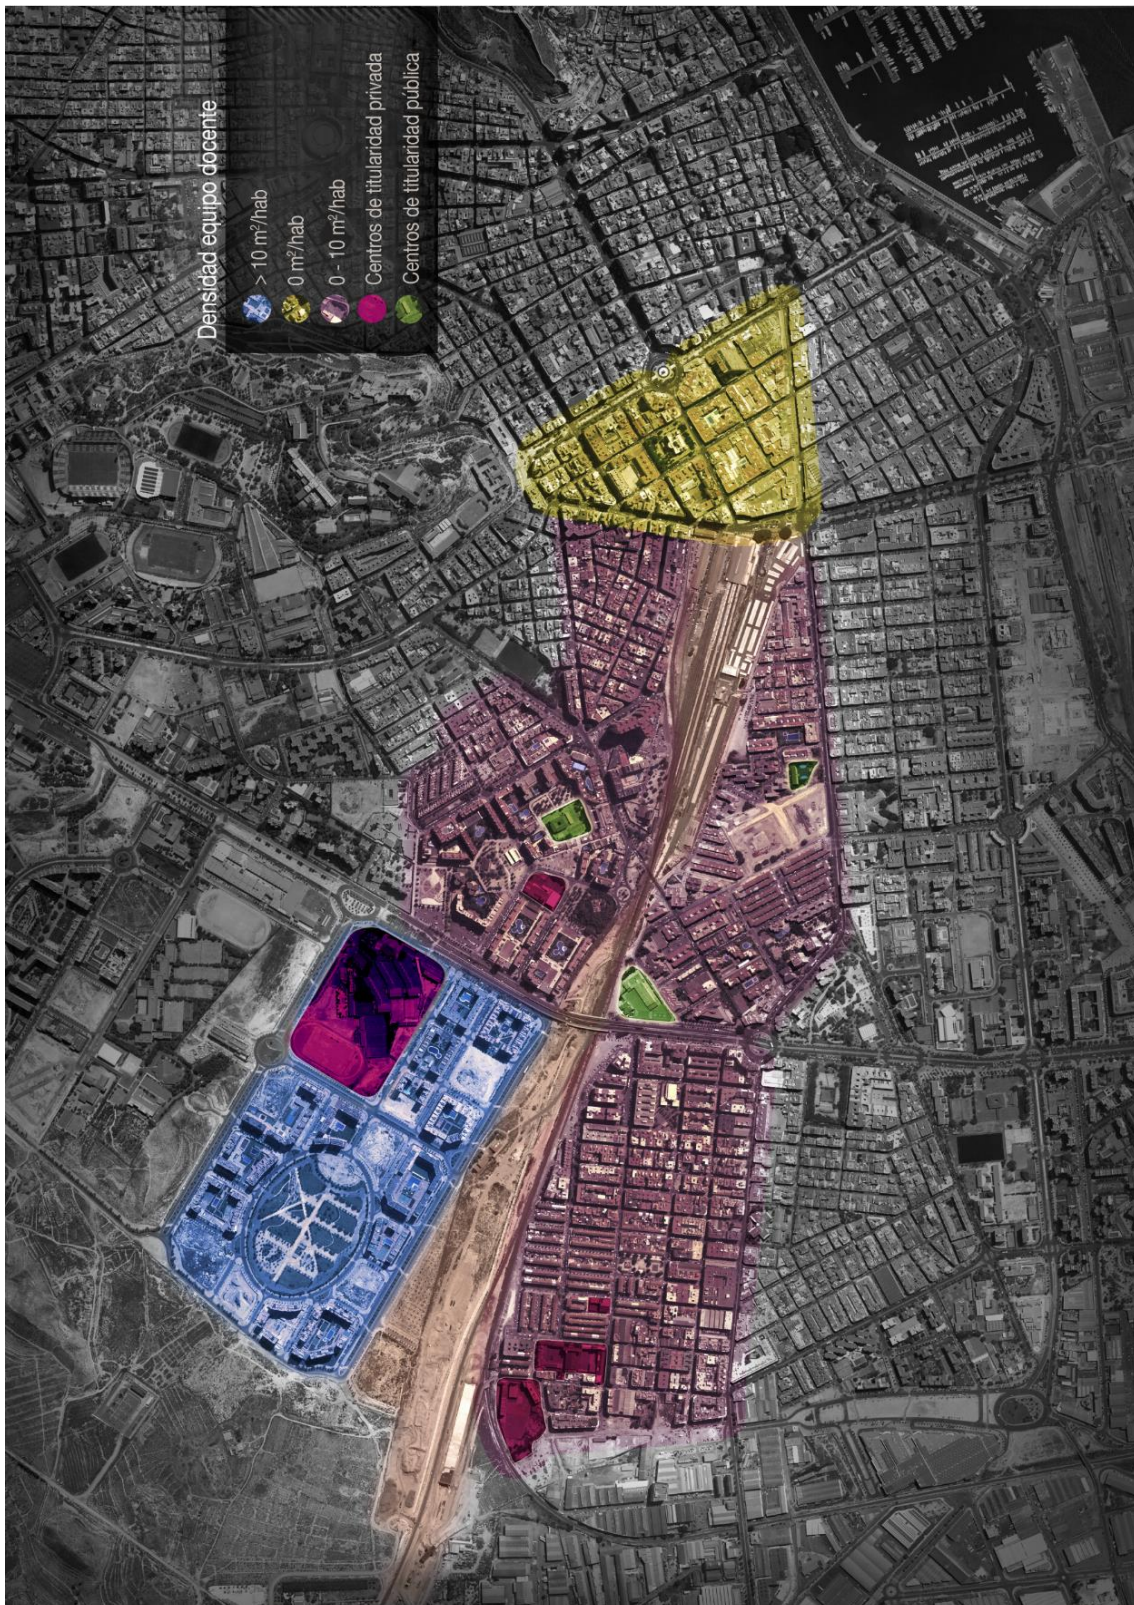 Densidad equipo docente
> 10 m²/hab
0 m²/hab
0 - 10 m²/hab
Centros de titularidad privada
Centros de titularidad pública